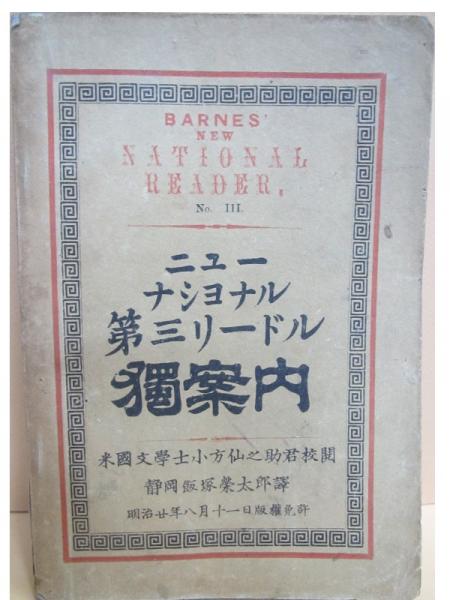 BARNES'
NEW
NATIONAL
READER.
No. III.
ニュー
ナショナル
第三リードル
獨案内
米國文學士小方仙之助君校閲
靜岡飯塚榮太郎譯
明治廿年八月十一日版權免許